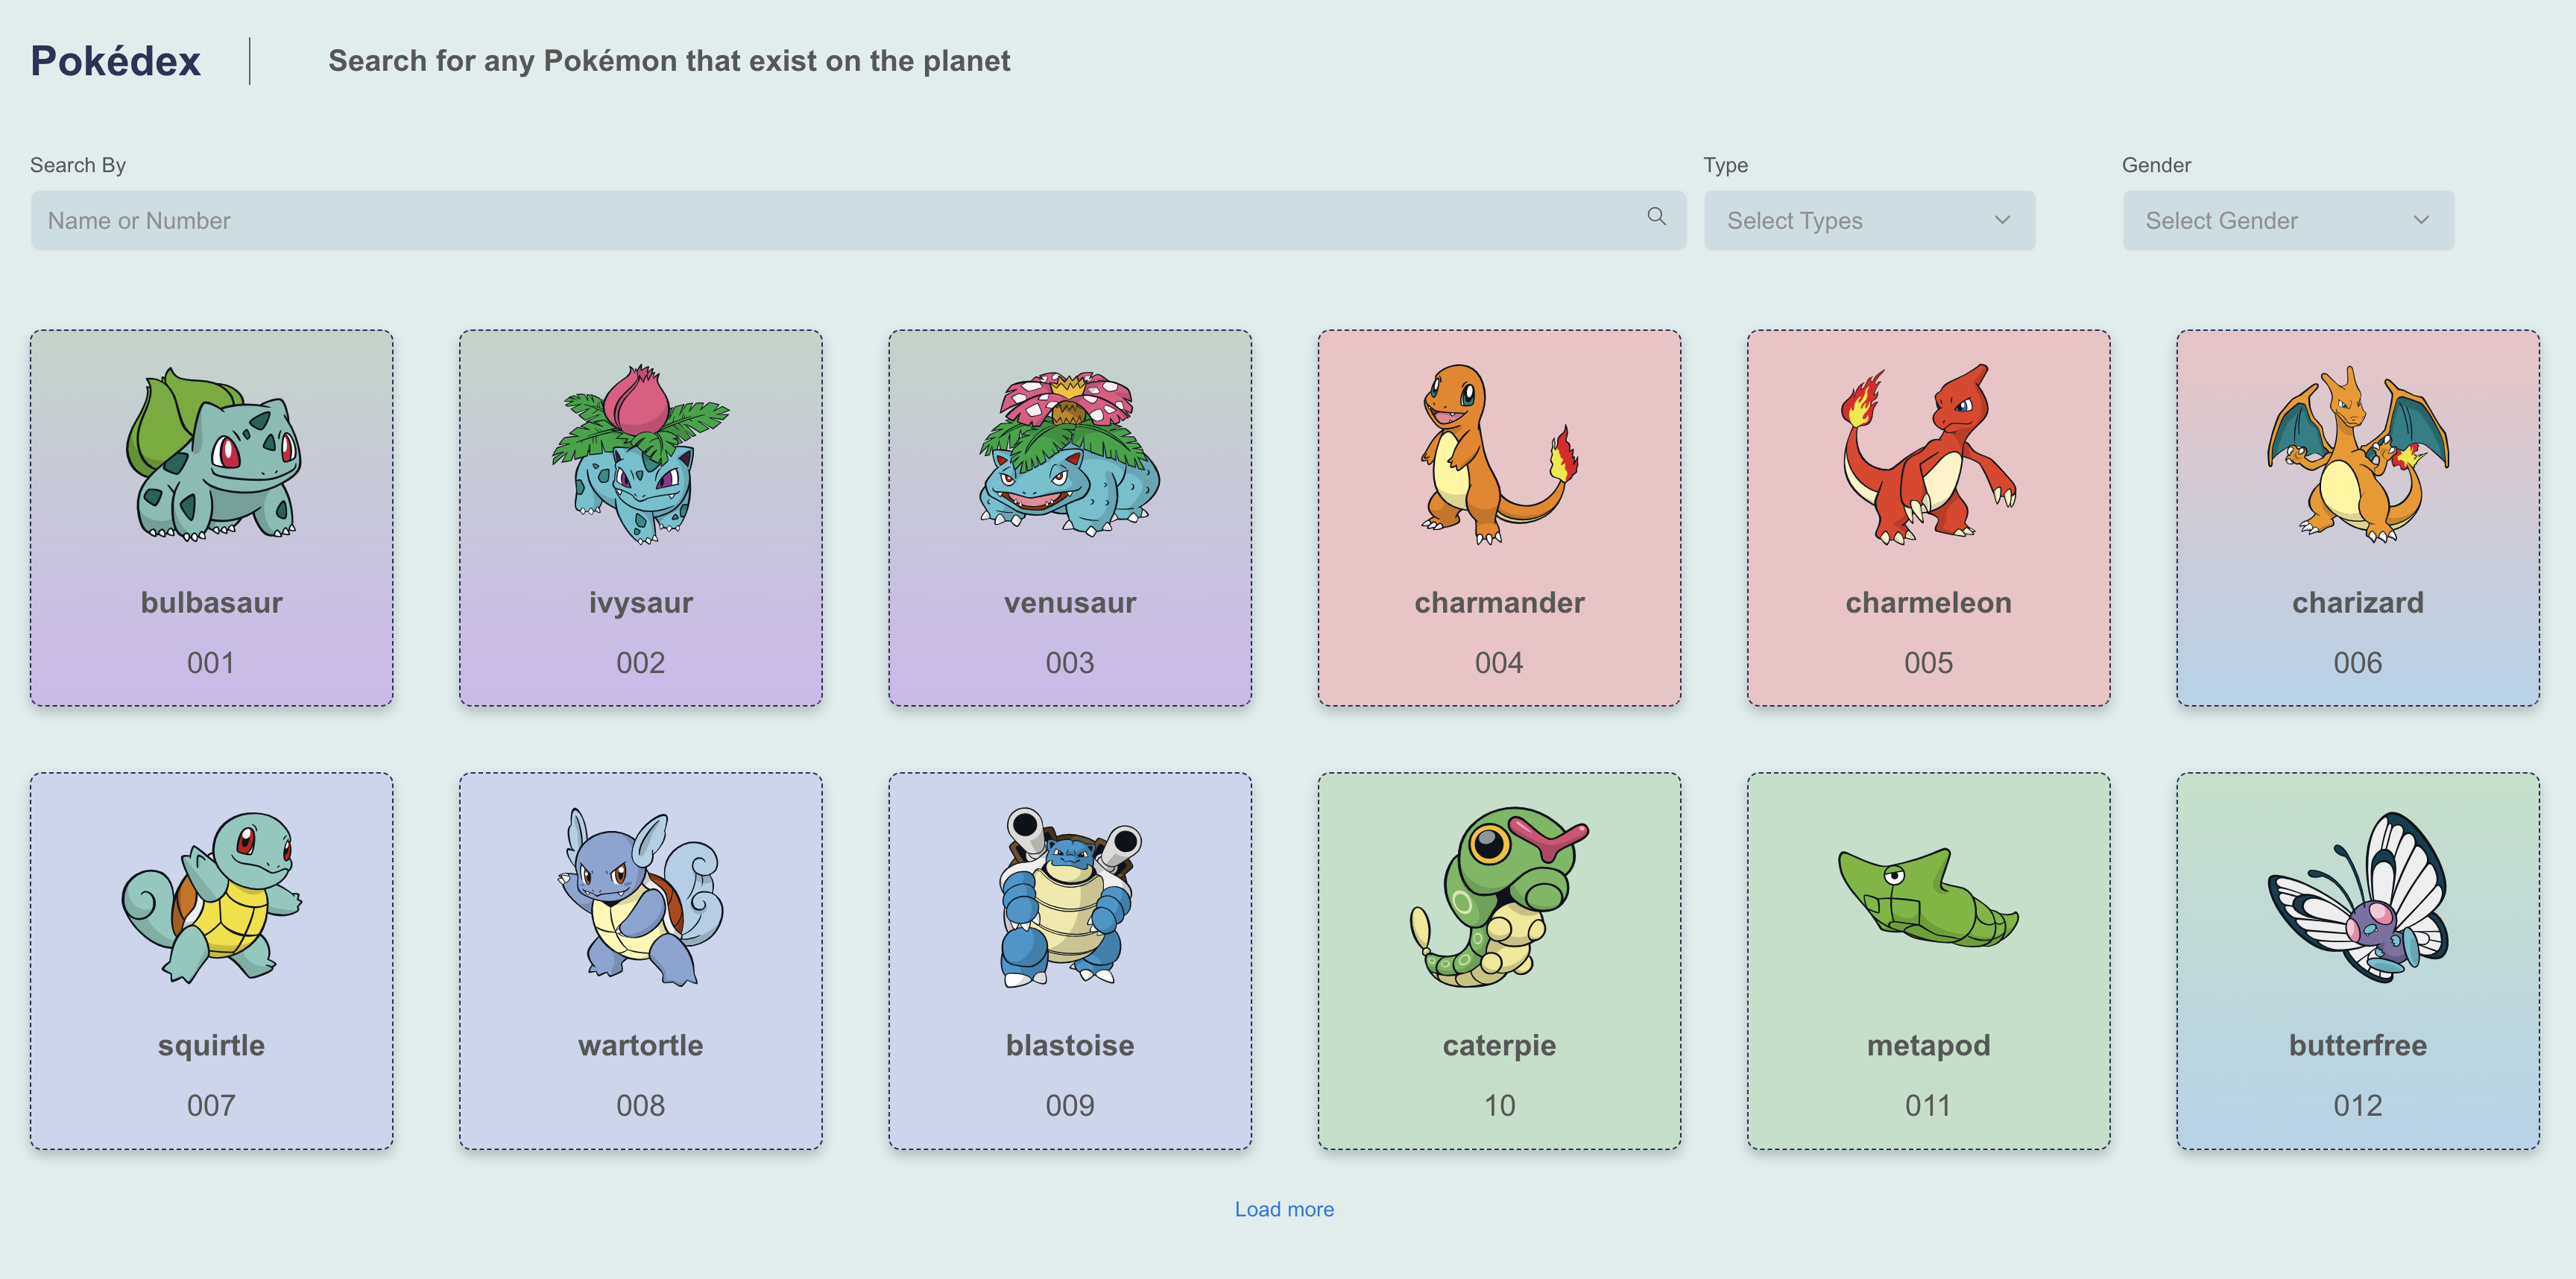 Pokédex
Search for any Pokémon that exist on the planet
Search By
Type
Gender
Name or Number
Select Types
Select Gender
bulbasaur
ivysaur
venusaur
charmander
charmeleon
charizard
001
002
003
004
005
006
squirtle
wartortle
blastoise
caterpie
metapod
butterfree
007
008
009
10
011
012
Load more